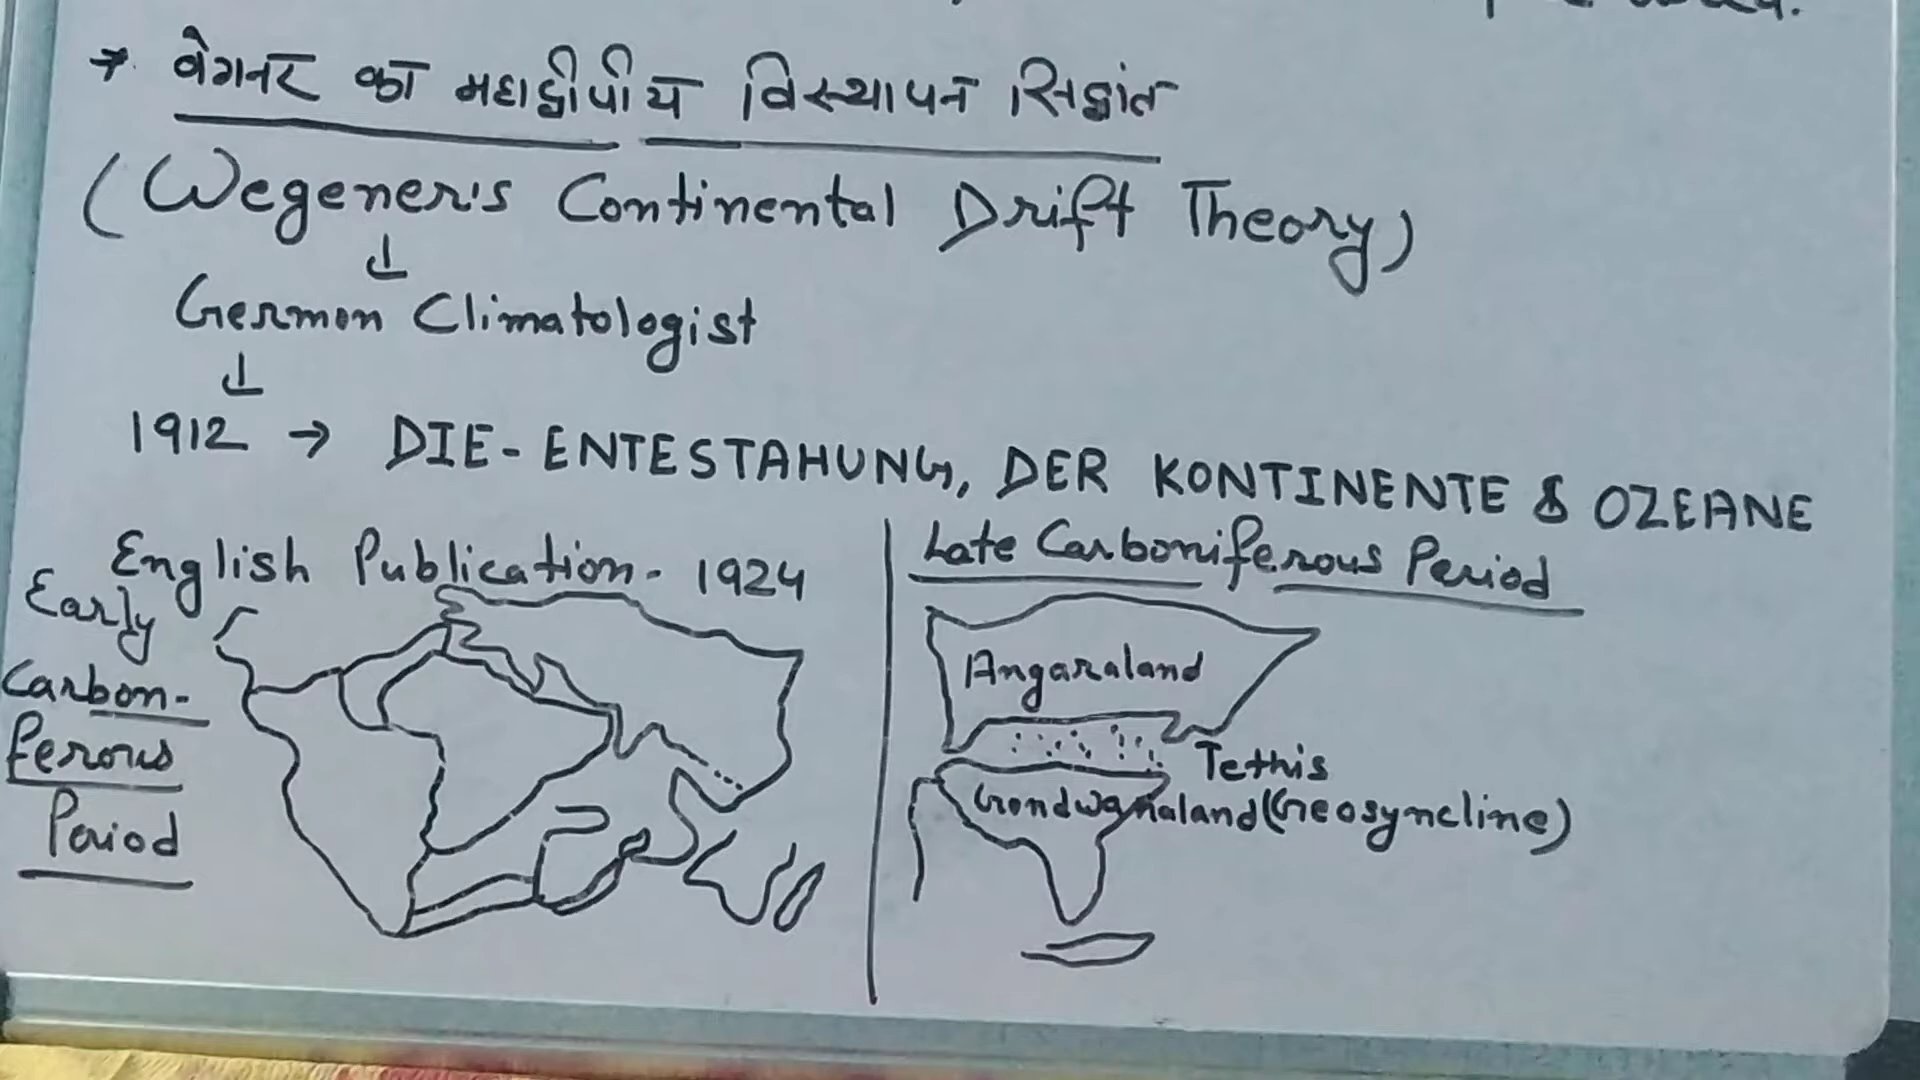 वेगनर का महाद्वीपीय विस्थापन सिद्धांत
(Wegener's Continental Drift Theory)
Germon Climatologist
1912 → DIE-ENTESTAHUNG, DER KONTINENTE & OZEANE
English Publication - 1924
Early
Carbon-
ferous
Period
Late Carboniferous Period
Angaraland
Tethis
Gondwanaland (Geosyncline)